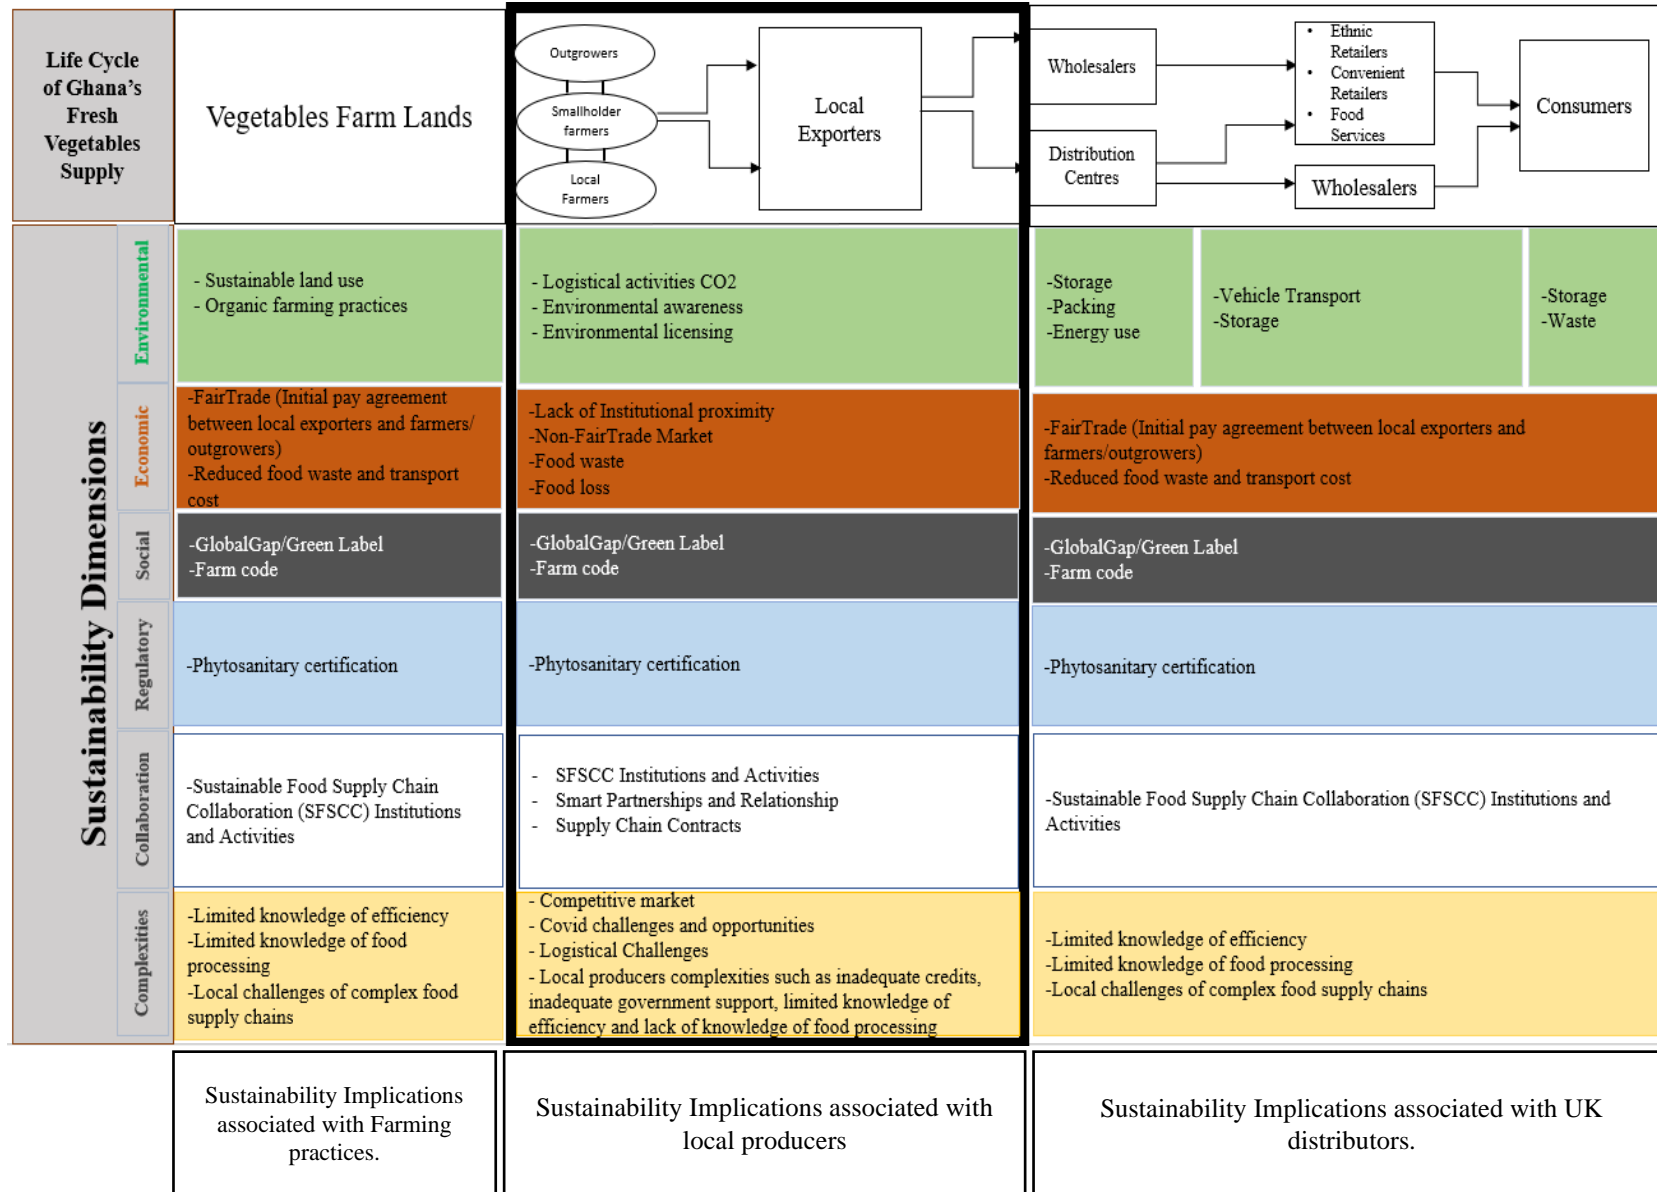 Life Cycle
of Ghana's
Fresh
Vegetables
Supply
Vegetables Farm Lands
Outgrowers
Smallholder
farmers
Local
Farmers
Local
Exporters
Wholesalers
Distribution
Centres
• Ethnic
Retailers
• Convenient
Retailers
• Food
Services
Wholesalers
Consumers
Sustainability Dimensions
Environmental
- Sustainable land use
- Organic farming practices
- Logistical activities CO2
- Environmental awareness
- Environmental licensing
-Storage
-Packing
-Energy use
-Vehicle Transport
-Storage
-Storage
-Waste
Economic
-FairTrade (Initial pay agreement
between local exporters and farmers/
outgrowers)
-Reduced food waste and transport
cost
-Lack of Institutional proximity
-Non-FairTrade Market
-Food waste
-Food loss
-FairTrade (Initial pay agreement between local exporters and
farmers/outgrowers)
-Reduced food waste and transport cost
Social
-GlobalGap/Green Label
-Farm code
-GlobalGap/Green Label
-Farm code
-GlobalGap/Green Label
-Farm code
Regulatory
-Phytosanitary certification
-Phytosanitary certification
-Phytosanitary certification
Collaboration
-Sustainable Food Supply Chain
Collaboration (SFSCC) Institutions
and Activities
- SFSCC Institutions and Activities
- Smart Partnerships and Relationship
- Supply Chain Contracts
-Sustainable Food Supply Chain Collaboration (SFSCC) Institutions and
Activities
Complexities
-Limited knowledge of efficiency
-Limited knowledge of food
processing
-Local challenges of complex food
supply chains
- Competitive market
- Covid challenges and opportunities
- Logistical Challenges
- Local producers complexities such as inadequate credits,
inadequate government support, limited knowledge of
efficiency and lack of knowledge of food processing
-Limited knowledge of efficiency
-Limited knowledge of food processing
-Local challenges of complex food supply chains
Sustainability Implications
associated with Farming
practices.
Sustainability Implications associated with
local producers
Sustainability Implications associated with UK
distributors.